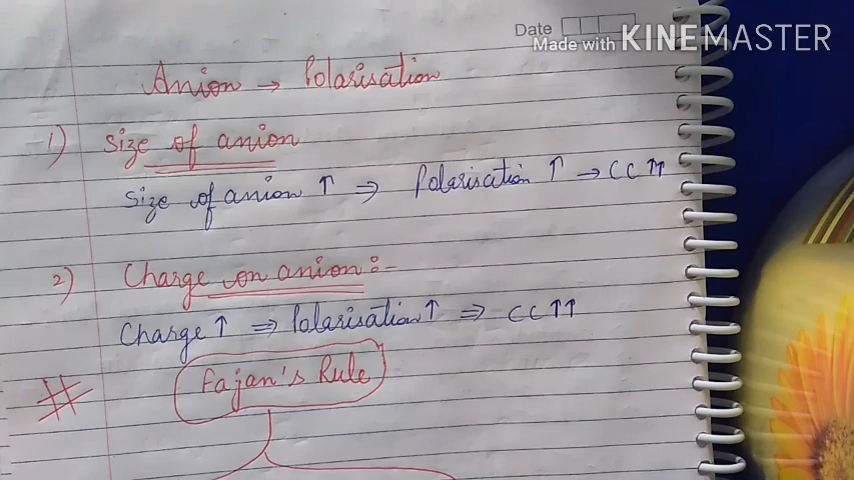 Date
Made with KINEMASTER
Anion → Polarisation
1) Size of anion
Size of anion ↑ ⇒ Polarisation ↑ → CC ↑↑
2) Charge on anion :-
Charge ↑ ⇒ Polarisation ↑ ⇒ CC ↑↑
# Fajan's Rule